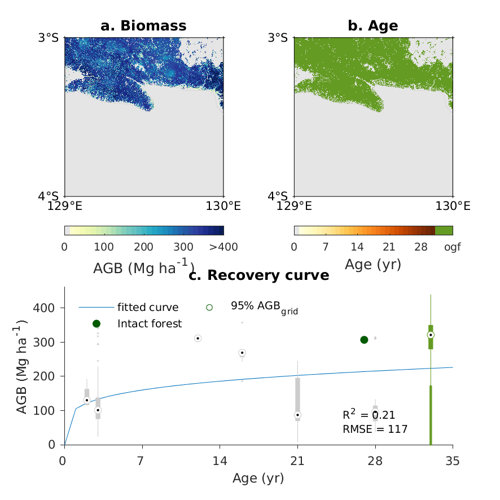 a. Biomass
b. Age
3°S
4°S
129°E
130°E
3°S
4°S
129°E
130°E
0 100 200 300 >400
AGB (Mg ha⁻¹)
0 7 14 21 28 ogf
Age (yr)
c. Recovery curve
fitted curve
95% AGB_grid
Intact forest
AGB (Mg ha⁻¹)
400
300
200
100
0
R² = 0.21
RMSE = 117
0 7 14 21 28 35
Age (yr)